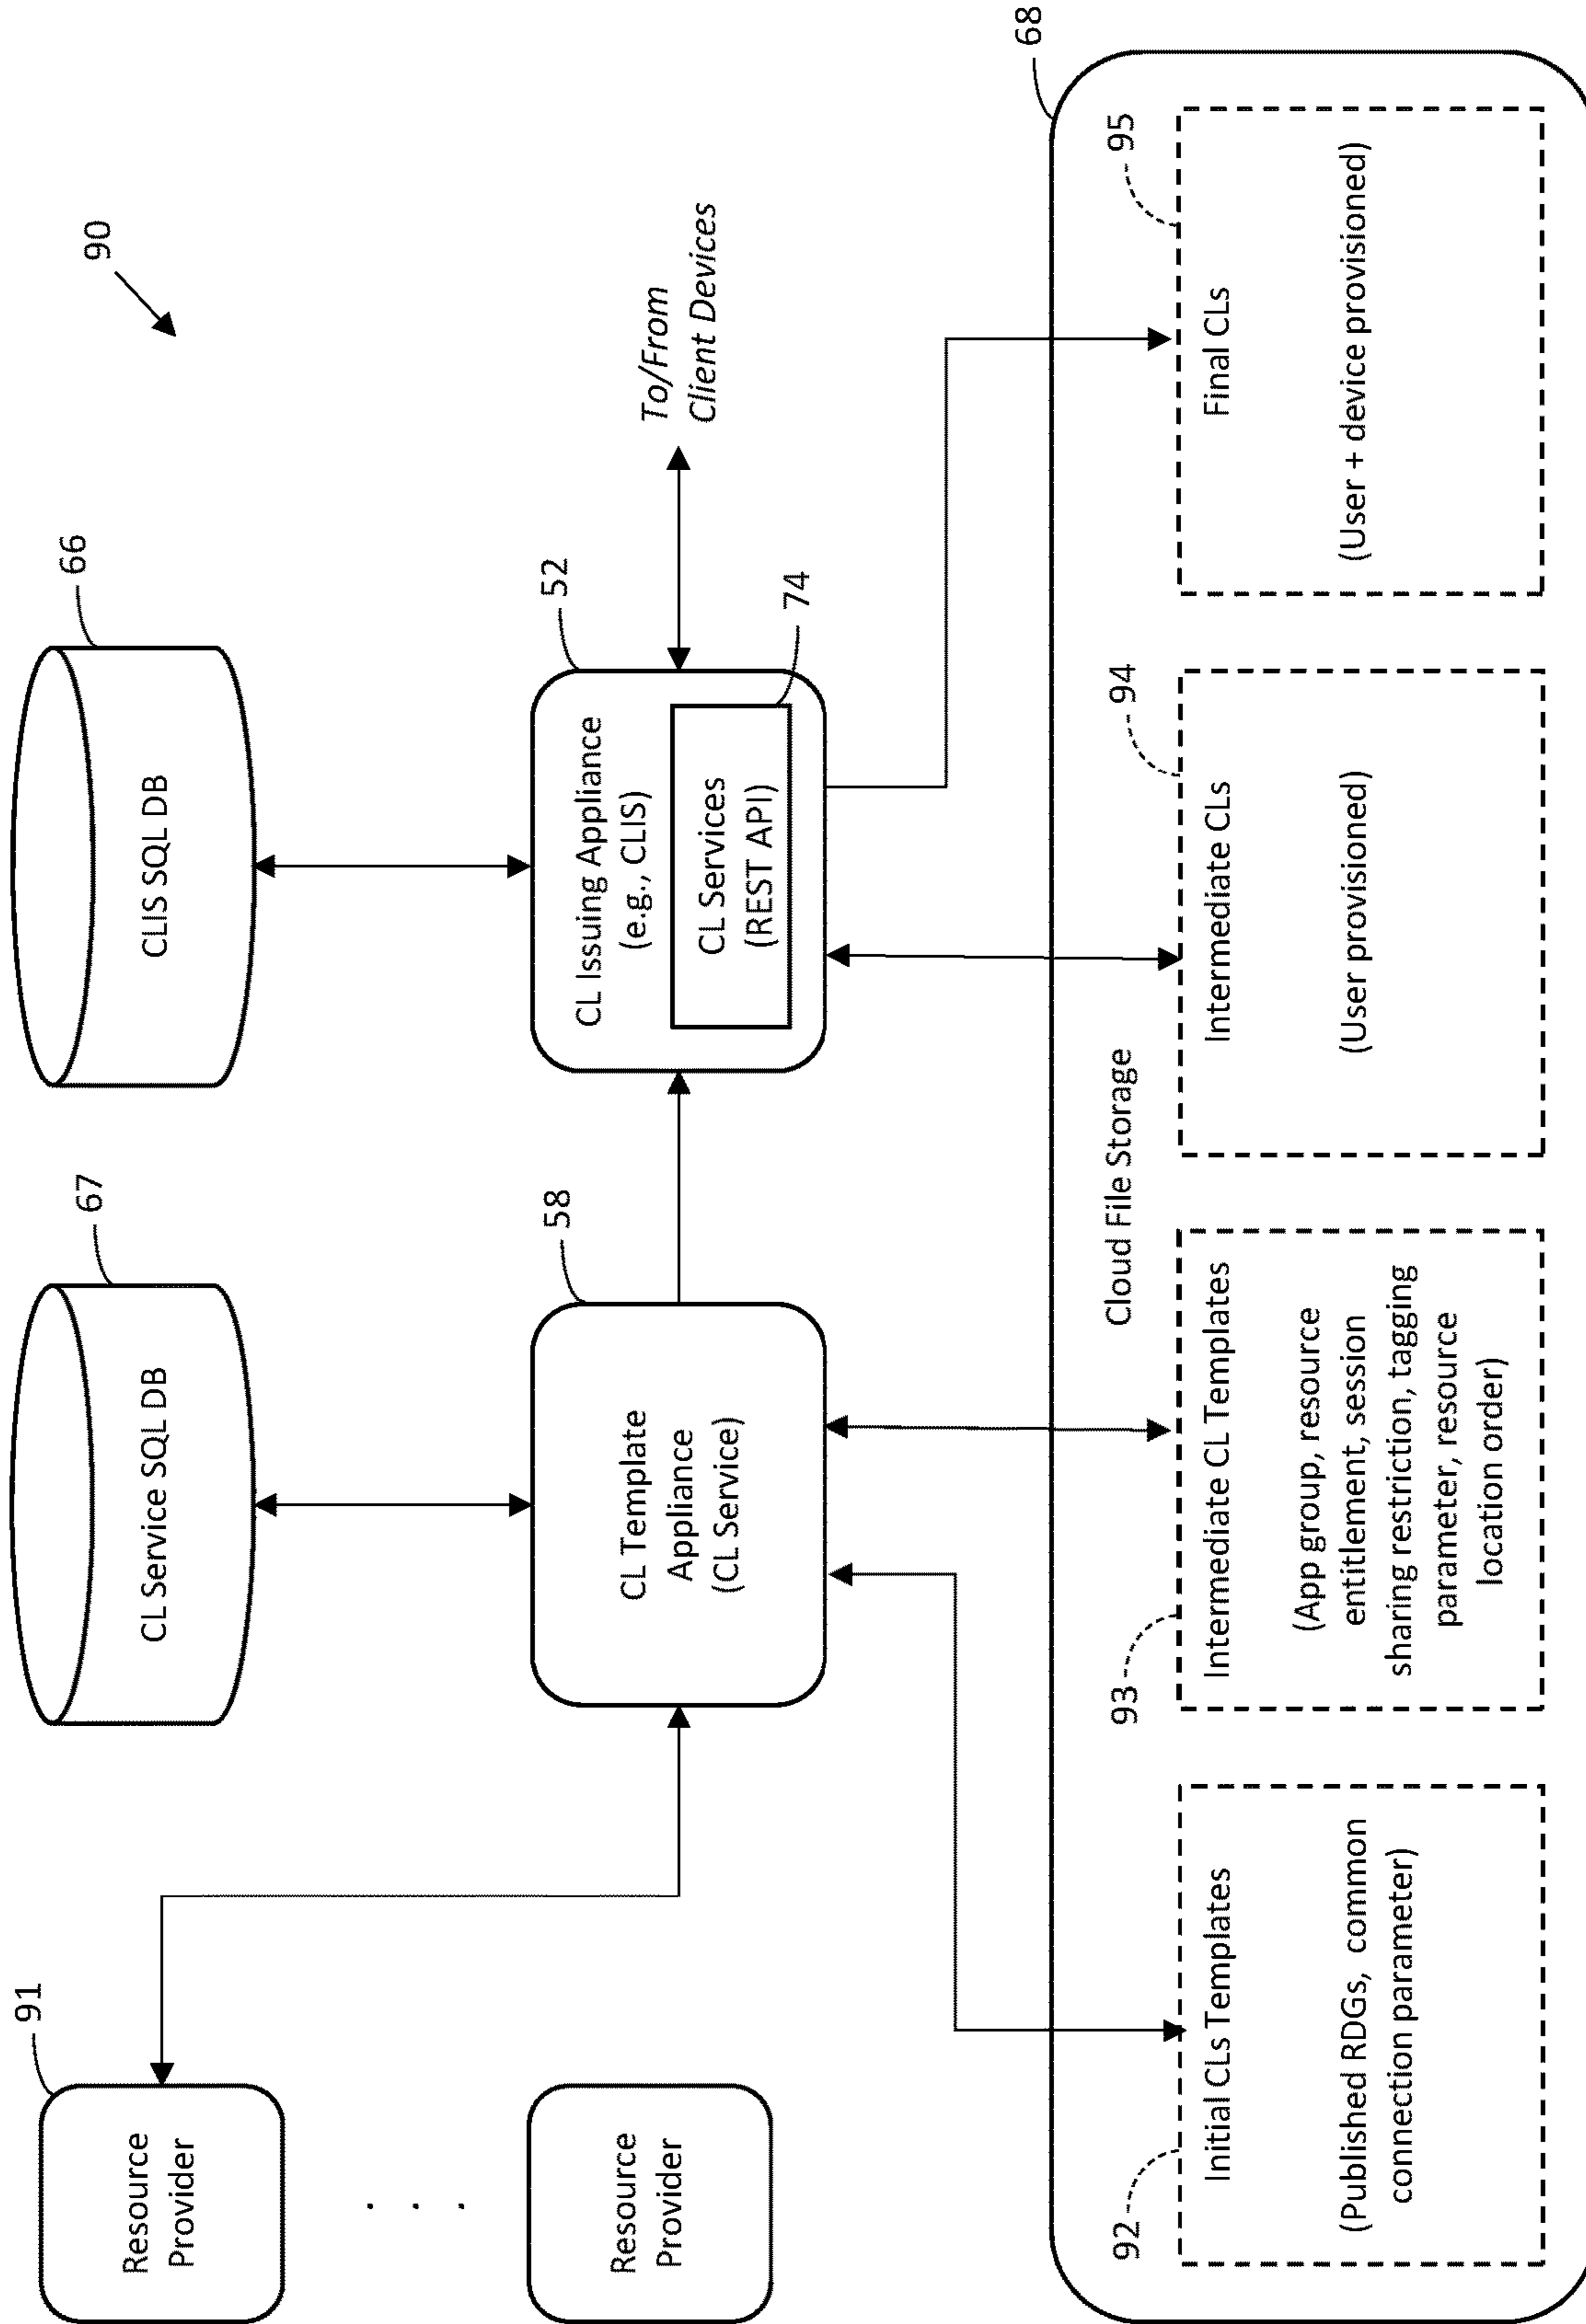 90
91
Resource
Provider
. . .
Resource
Provider
67
CL Service SQL DB
66
CLIS SQL DB
58
CL Template
Appliance
(CL Service)
52
CL Issuing Appliance
(e.g., CLIS)
CL Services
(REST API)
74
To/From
Client Devices
68
Cloud File Storage
92
Initial CLs Templates
(Published RDGs, common
connection parameter)
93
Intermediate CL Templates
(App group, resource
entitlement, session
sharing restriction, tagging
parameter, resource
location order)
94
Intermediate CLs
(User provisioned)
95
Final CLs
(User + device provisioned)